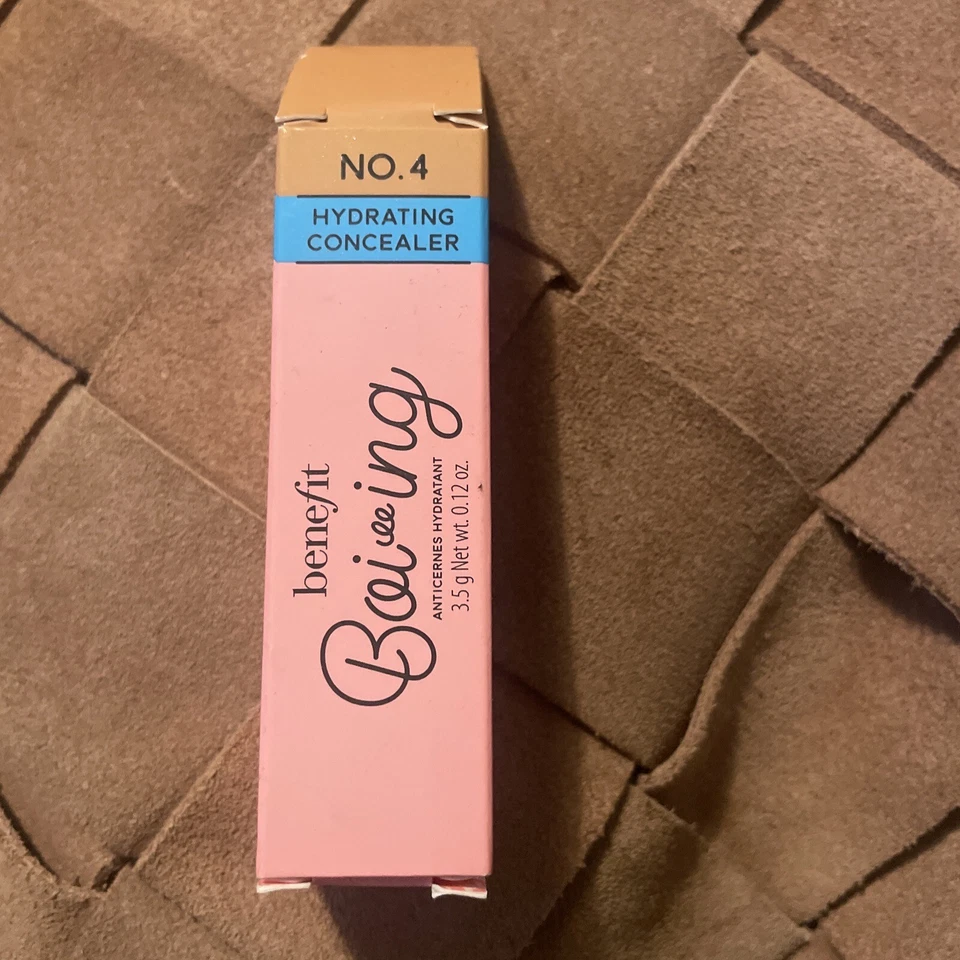 NO. 4
HYDRATING
CONCEALER
benefit
Boi-ing
ANTICERNES HYDRATANT
3.5 g Net wt. 0.12 oz.